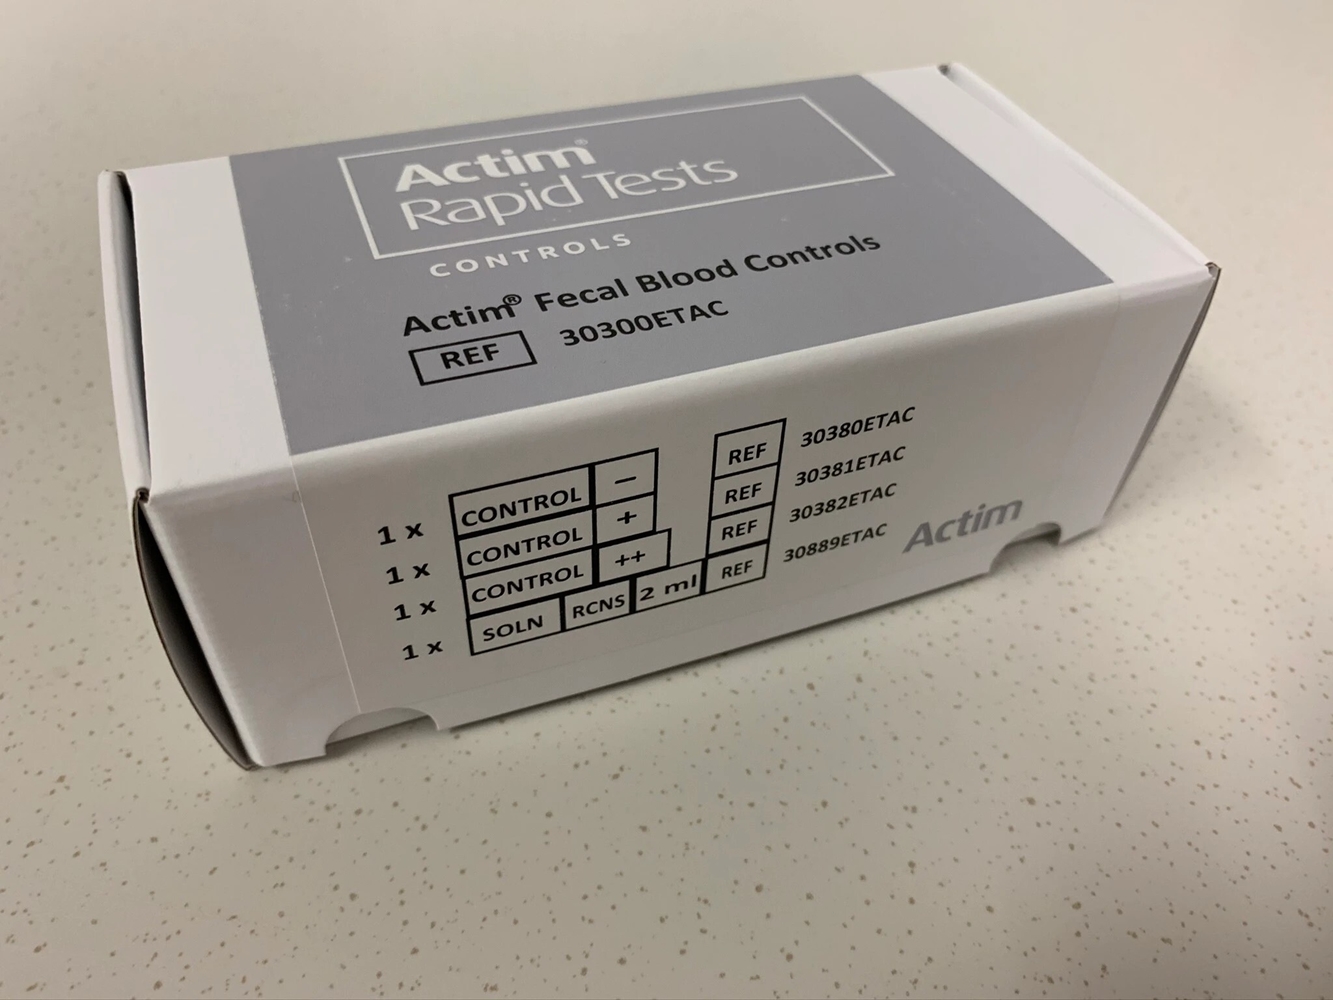 Actim®
Rapid Tests
CONTROLS
Actim® Fecal Blood Controls
REF 30300ETAC
1 x CONTROL − REF 30380ETAC
1 x CONTROL + REF 30381ETAC
1 x CONTROL ++ REF 30382ETAC
1 x SOLN RCNS 2 ml REF 30889ETAC
Actim